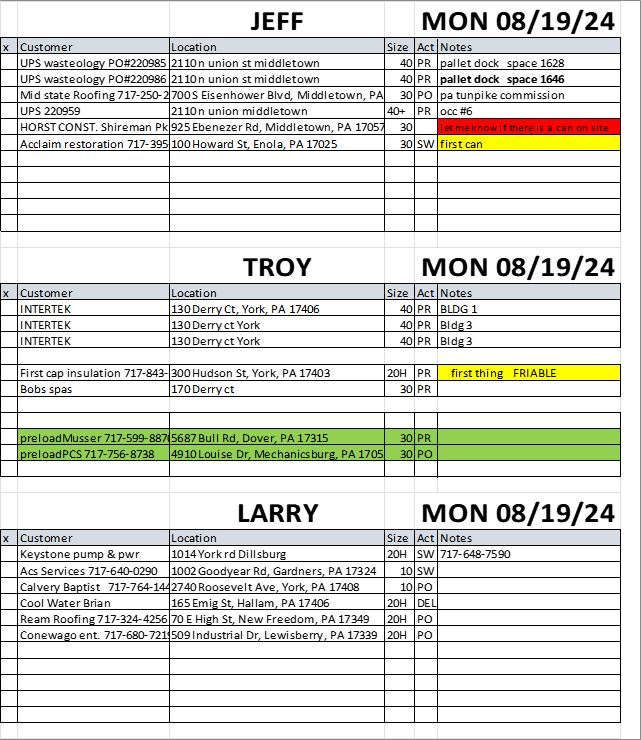 JEFF MON 08/19/24
x Customer Location Size Act Notes
UPS wasteology PO#220985 2110 n union st middletown 40 PR pallet dock space 1628
UPS wasteology PO#220986 2110 n union st middletown 40 PR pallet dock space 1646
Mid state Roofing 717-250-2 700 S Eisenhower Blvd, Middletown, PA 30 PO pa tunpike commission
UPS 220959 2110 n union middletown 40+ PR occ #6
HORST CONST. Shireman Pk 925 Ebenezer Rd, Middletown, PA 17057 30 let me know if there is a can on site
Acclaim restoration 717-395 100 Howard St, Enola, PA 17025 30 SW first can
TROY MON 08/19/24
x Customer Location Size Act Notes
INTERTEK 130 Derry Ct, York, PA 17406 40 PR BLDG 1
INTERTEK 130 Derry ct York 40 PR Bldg 3
INTERTEK 130 Derry ct York 40 PR Bldg 3
First cap insulation 717-843- 300 Hudson St, York, PA 17403 20H PR first thing FRIABLE
Bobs spas 170 Derry ct 30 PR
preload Musser 717-599-887 5687 Bull Rd, Dover, PA 17315 30 PR
preload PCS 717-756-8738 4910 Louise Dr, Mechanicsburg, PA 1705 30 PO
LARRY MON 08/19/24
x Customer Location Size Act Notes
Keystone pump & pwr 1014 York rd Dillsburg 20H SW 717-648-7590
Acs Services 717-640-0290 1002 Goodyear Rd, Gardners, PA 17324 10 SW
Calvery Baptist 717-764-144 2740 Roosevelt Ave, York, PA 17408 10 PO
Cool Water Brian 165 Emig St, Hallam, PA 17406 20H DEL
Ream Roofing 717-324-4256 70 E High St, New Freedom, PA 17349 20H PO
Conewago ent. 717-680-7219 509 Industrial Dr, Lewisberry, PA 17339 20H PO